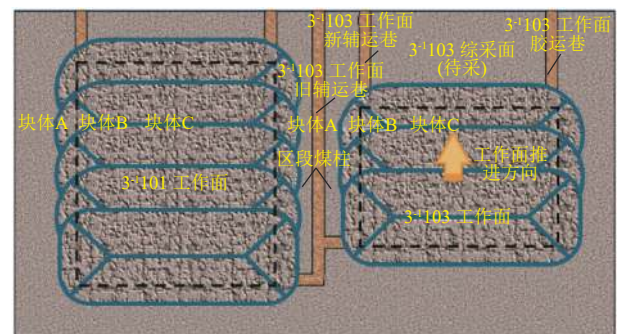 3⁻¹103 工作面
新辅运巷
3⁻¹103 工作面
胶运巷
3⁻¹103 综采面
(待采)
3⁻¹103 工作面
旧辅运巷
块体A 块体B 块体C
块体A 块体B 块体C
区段煤柱
工作面推
进方向
3⁻¹101 工作面
3⁻¹103 工作面